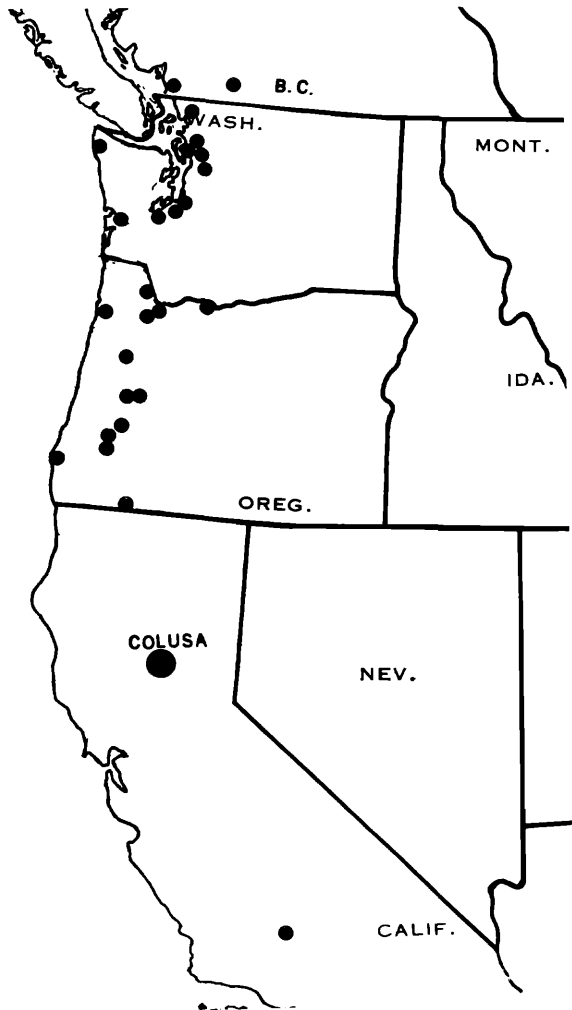 B.C.
WASH.
MONT.
IDA.
OREG.
COLUSA
NEV.
CALIF.